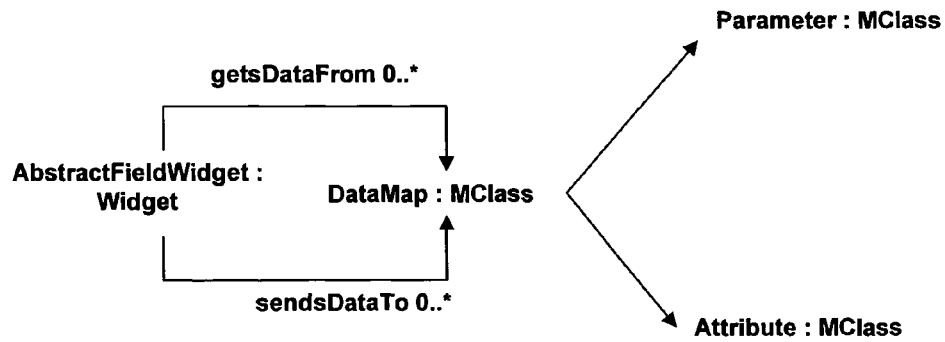 Parameter : MClass
getsDataFrom 0..*
AbstractFieldWidget :
Widget
DataMap : MClass
sendsDataTo 0..*
Attribute : MClass